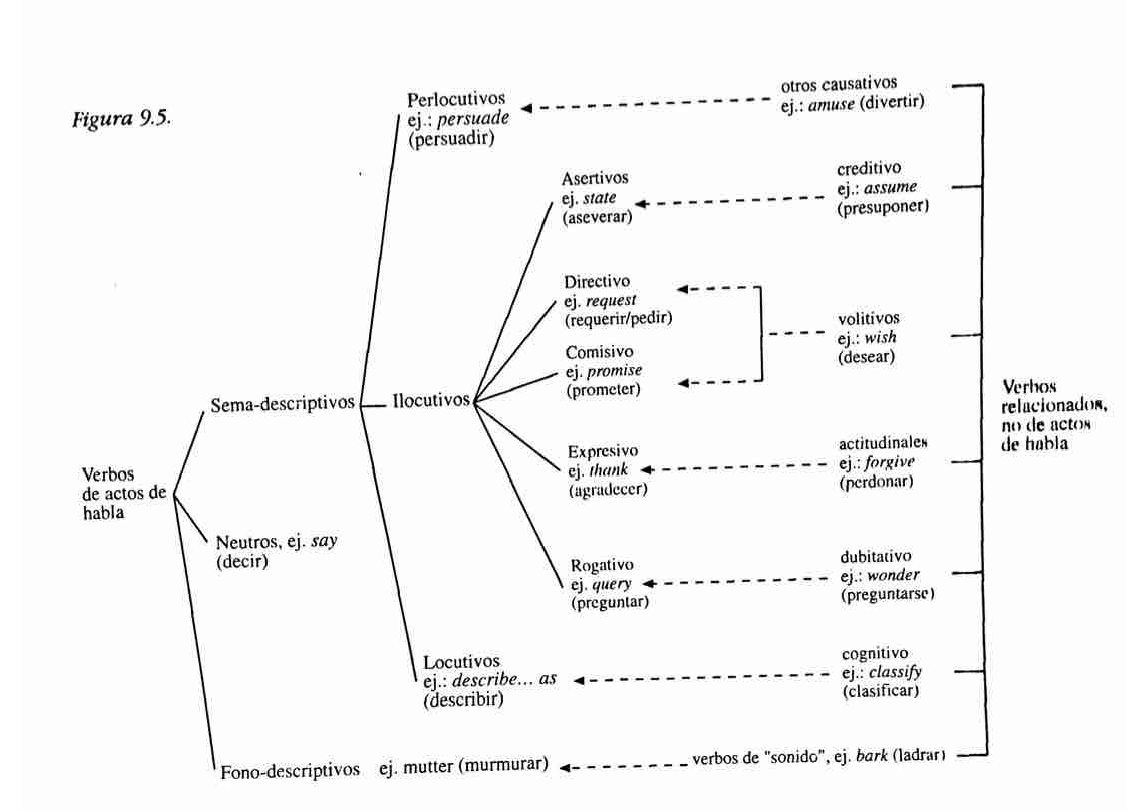 Figura 9.5.
Perlocutivos
ej.: persuade
(persuadir)
otros causativos
ej.: amuse (divertir)
Asertivos
ej. state
(aseverar)
creditivo
ej.: assume
(presuponer)
Directivo
ej. request
(requerir/pedir)
Comisivo
ej. promise
(prometer)
volitivos
ej.: wish
(desear)
Verbos
relacionados,
no de actos
de habla
Sema-descriptivos
Ilocutivos
Expresivo
ej. thank
(agradecer)
actitudinales
ej.: forgive
(perdonar)
Verbos
de actos de
habla
Neutros, ej. say
(decir)
Rogativo
ej. query
(preguntar)
dubitativo
ej.: wonder
(preguntarse)
Locutivos
ej.: describe... as
(describir)
cognitivo
ej.: classify
(clasificar)
Fono-descriptivos ej. mutter (murmurar)
verbos de "sonido", ej. bark (ladrar)